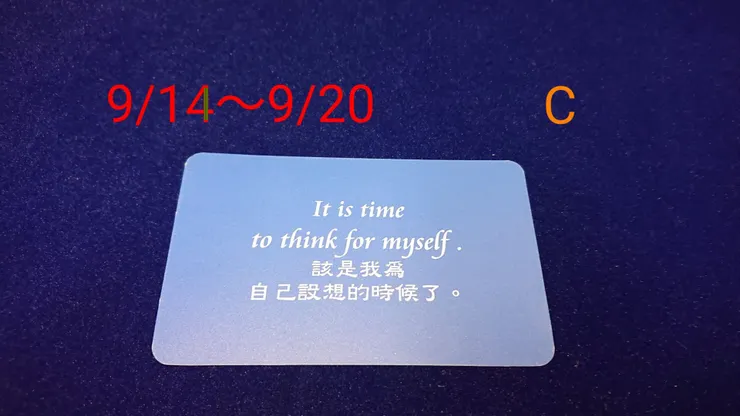 9/14～9/20 C
It is time
to think for myself .
該是我爲
自己設想的時候了。